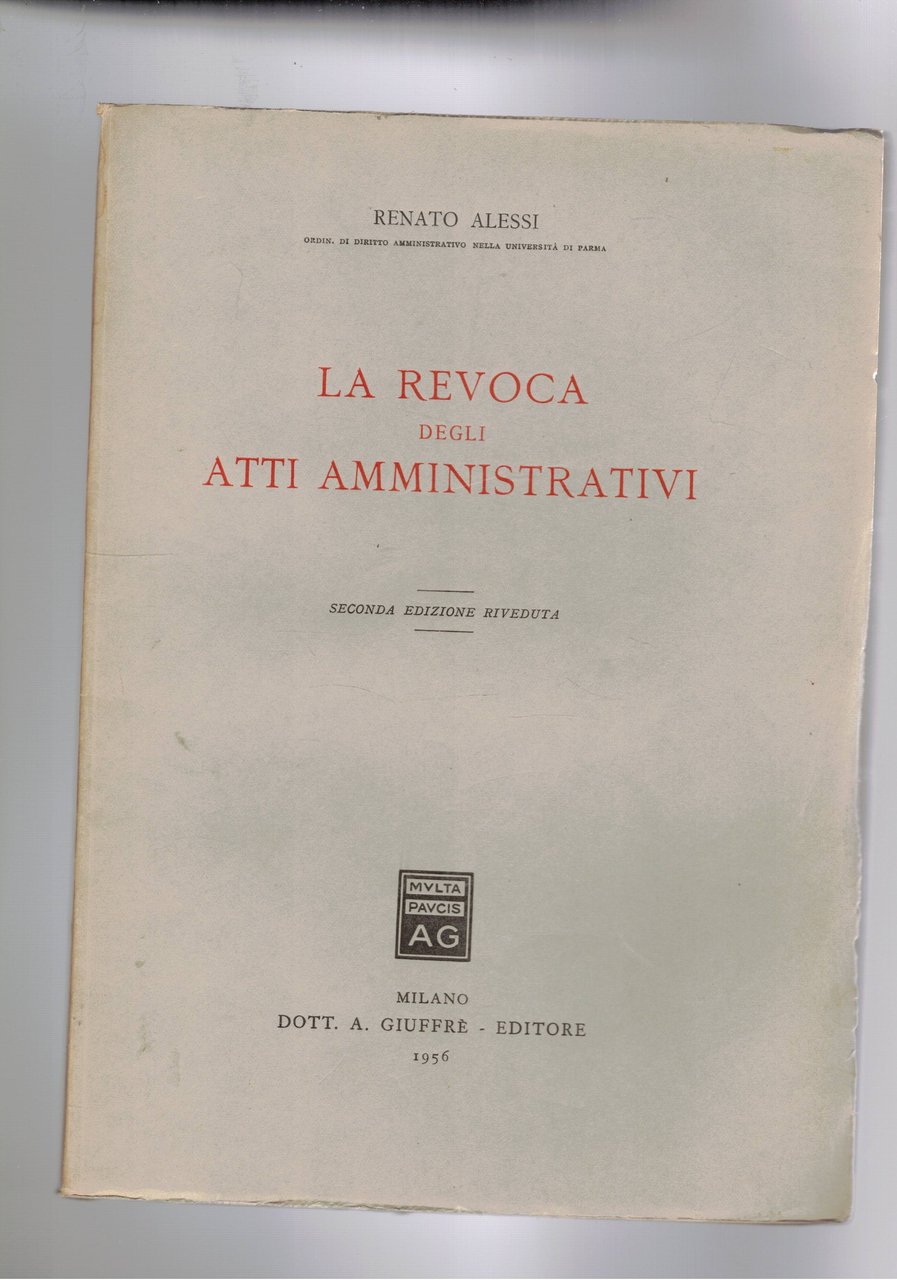 RENATO ALESSI
ORDIN. DI DIRITTO AMMINISTRATIVO NELLA UNIVERSITÀ DI PARMA
LA REVOCA
DEGLI
ATTI AMMINISTRATIVI
SECONDA EDIZIONE RIVEDUTA
MVLTA
PAVCIS
AG
MILANO
DOTT. A. GIUFFRÈ - EDITORE
1956